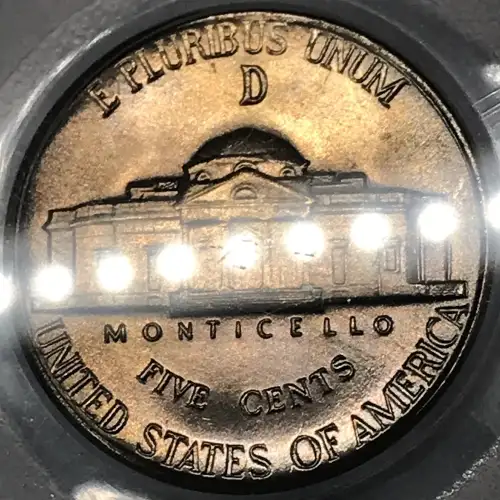 E PLURIBUS UNUM
D
MONTICELLO
FIVE CENTS
UNITED STATES OF AMERICA